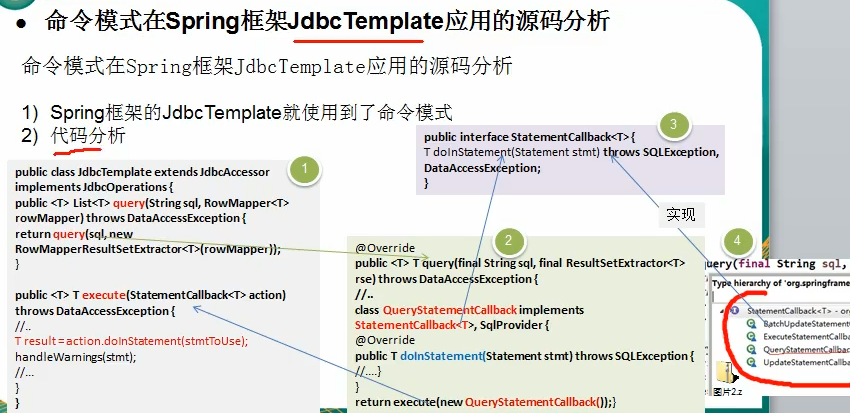 ● 命令模式在Spring框架JdbcTemplate应用的源码分析
命令模式在Spring框架JdbcTemplate应用的源码分析
1) Spring框架的JdbcTemplate就使用到了命令模式
2) 代码分析
1
public class JdbcTemplate extends JdbcAccessor
implements JdbcOperations {
public <T> List<T> query(String sql, RowMapper<T>
rowMapper) throws DataAccessException {
return query(sql, new
RowMapperResultSetExtractor<T>(rowMapper));
}
public <T> T execute(StatementCallback<T> action)
throws DataAccessException {
//..
T result = action.doInStatement(stmtToUse);
handleWarnings(stmt);
//...
}
}
2
@Override
public <T> T query(final String sql, final ResultSetExtractor<T>
rse) throws DataAccessException {
//..
class QueryStatementCallback implements
StatementCallback<T>, SqlProvider {
@Override
public T doInStatement(Statement stmt) throws SQLException {
//....}
}
return execute(new QueryStatementCallback());}
3
public interface StatementCallback<T> {
T doInStatement(Statement stmt) throws SQLException,
DataAccessException;
}
实现
4
query(final String sql,
Type hierarchy of 'org.springframe
StatementCallback<T> - org
BatchUpdateStatement
ExecuteStatementCallba
QueryStatementCallbac
UpdateStatementCallba
图片2.z